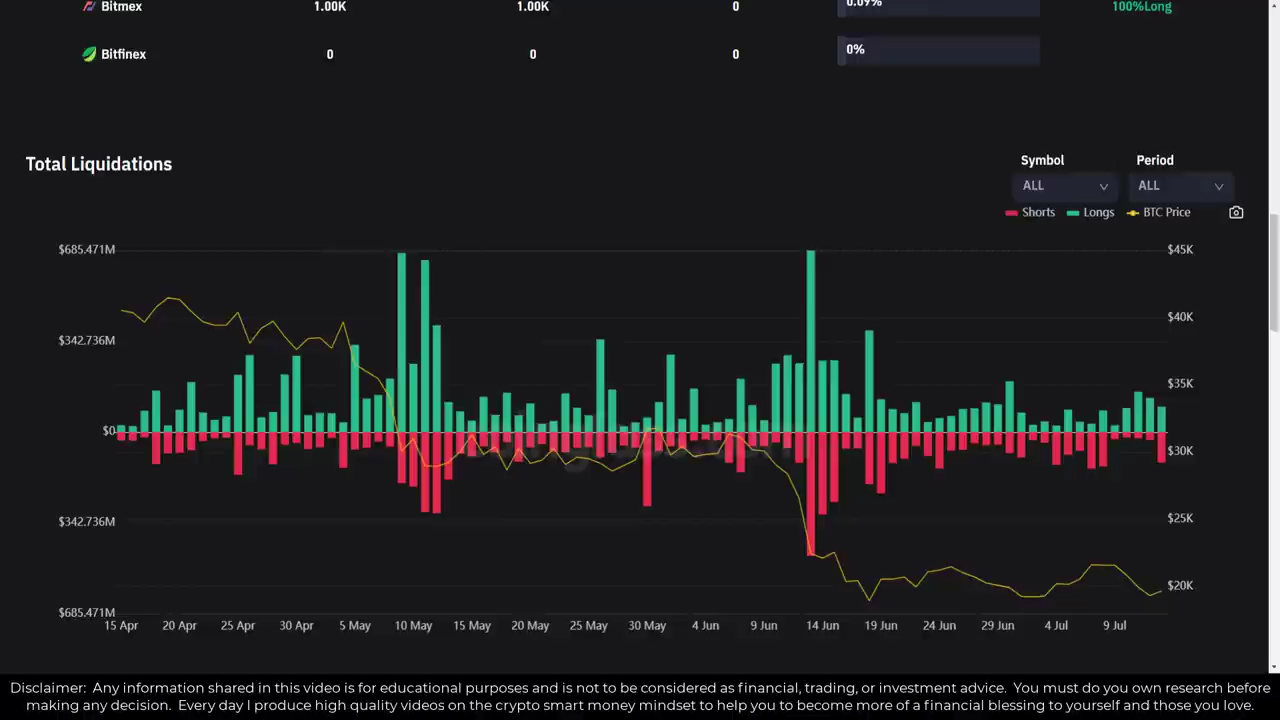 Bitmex 1.00K 1.00K 0 0.09% 100%Long
Bitfinex 0 0 0 0%
Total Liquidations
Symbol Period
ALL ALL
Shorts Longs BTC Price
$685.471M $45K
$40K
$342.736M
$35K
$0
$30K
$342.736M $25K
$20K
$685.471M
15 Apr 20 Apr 25 Apr 30 Apr 5 May 10 May 15 May 20 May 25 May 30 May 4 Jun 9 Jun 14 Jun 19 Jun 24 Jun 29 Jun 4 Jul 9 Jul
Disclaimer: Any information shared in this video is for educational purposes and is not to be considered as financial, trading, or investment advice. You must do you own research before
making any decision. Every day I produce high quality videos on the crypto smart money mindset to help you to become more of a financial blessing to yourself and those you love.